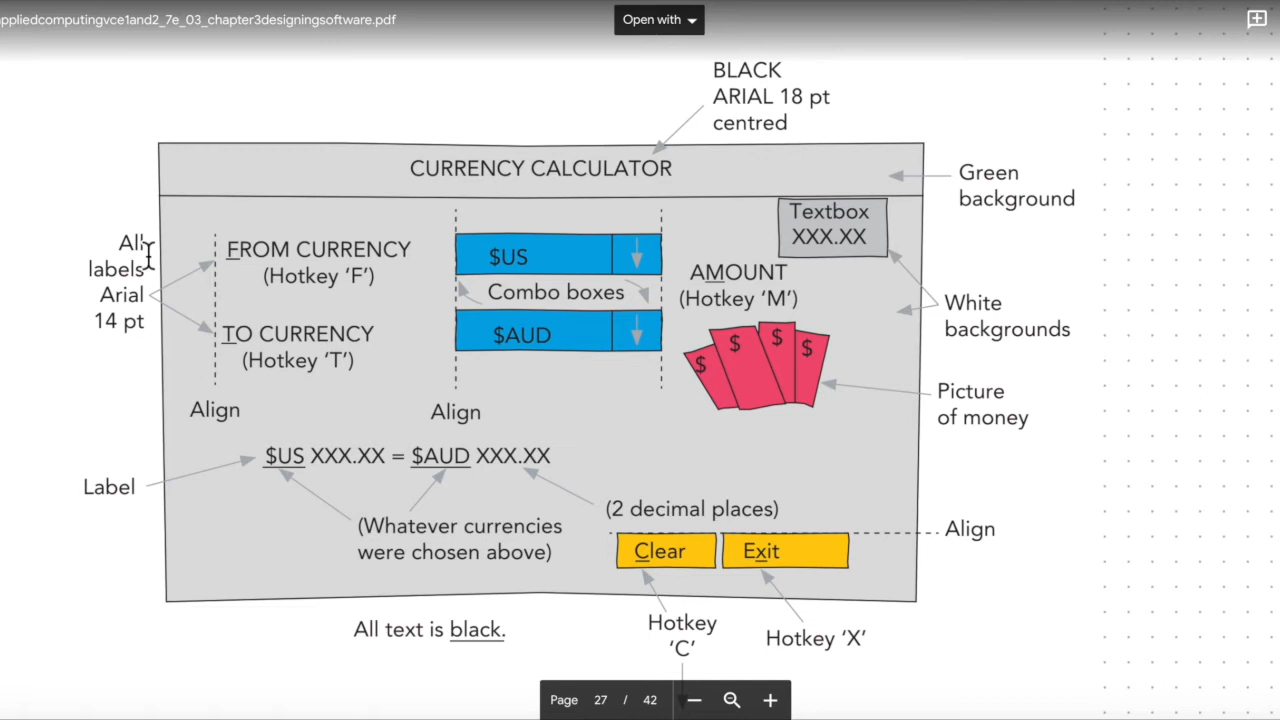 appliedcomputingvce1and2_7e_03_chapter3designingsoftware.pdf
Open with
BLACK
ARIAL 18 pt
centred
CURRENCY CALCULATOR
Green
background
Textbox
XXX.XX
All
labels
Arial
14 pt
FROM CURRENCY
(Hotkey 'F')
$US
Combo boxes
AMOUNT
(Hotkey 'M')
White
backgrounds
TO CURRENCY
(Hotkey 'T')
$AUD
$ $ $ $
Picture
of money
Align
Align
$US XXX.XX = $AUD XXX.XX
Label
(Whatever currencies
were chosen above)
(2 decimal places)
Align
Clear
Exit
All text is black.
Hotkey
'C'
Hotkey 'X'
Page 27 / 42